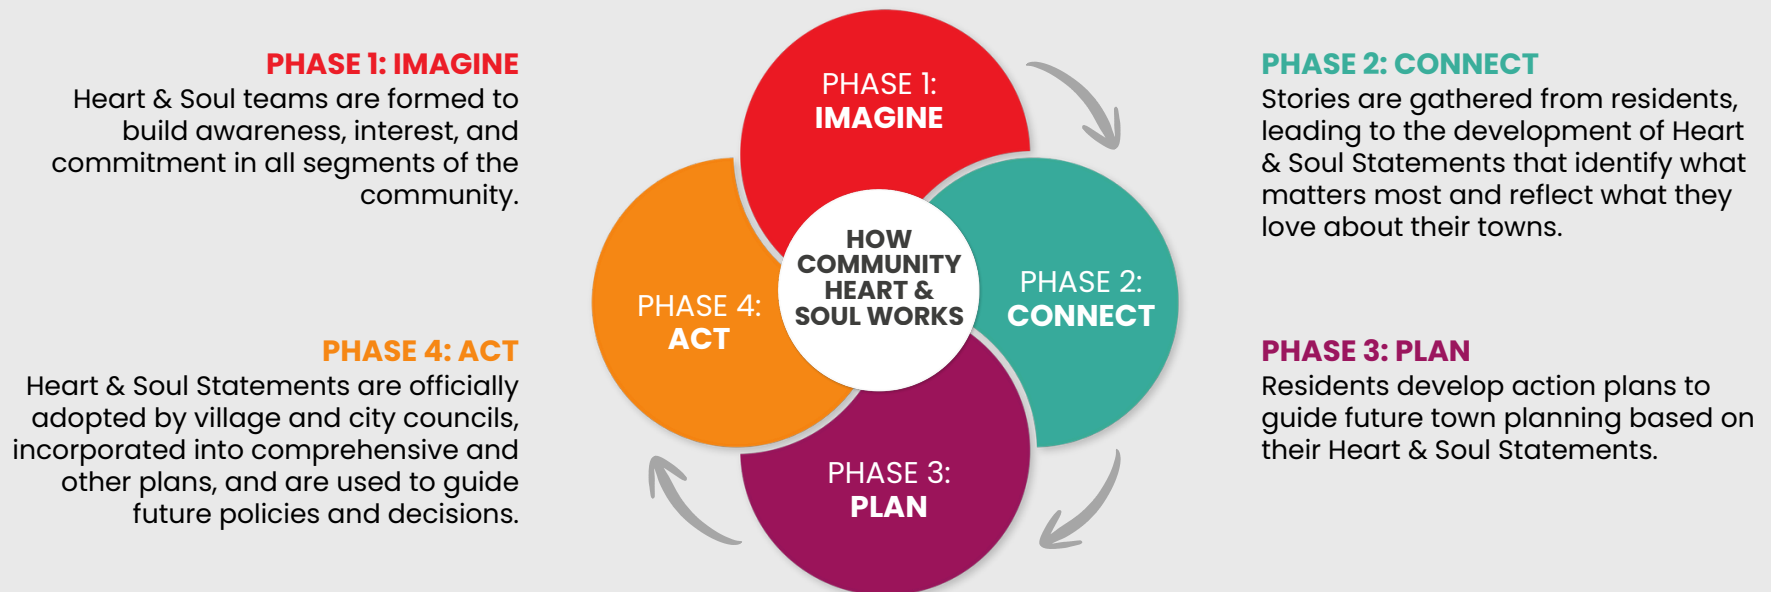 PHASE 1: IMAGINE
Heart & Soul teams are formed to
build awareness, interest, and
commitment in all segments of the
community.
PHASE 4: ACT
Heart & Soul Statements are officially
adopted by village and city councils,
incorporated into comprehensive and
other plans, and are used to guide
future policies and decisions.
PHASE 1:
IMAGINE
HOW
COMMUNITY
HEART &
SOUL WORKS
PHASE 2:
CONNECT
PHASE 4:
ACT
PHASE 3:
PLAN
PHASE 2: CONNECT
Stories are gathered from residents,
leading to the development of Heart
& Soul Statements that identify what
matters most and reflect what they
love about their towns.
PHASE 3: PLAN
Residents develop action plans to
guide future town planning based on
their Heart & Soul Statements.